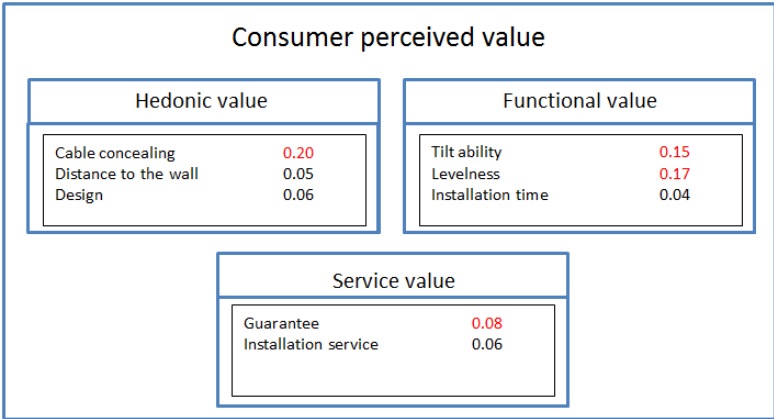 Consumer perceived value
Hedonic value
Cable concealing 0.20
Distance to the wall 0.05
Design 0.06
Functional value
Tilt ability 0.15
Levelness 0.17
Installation time 0.04
Service value
Guarantee 0.08
Installation service 0.06